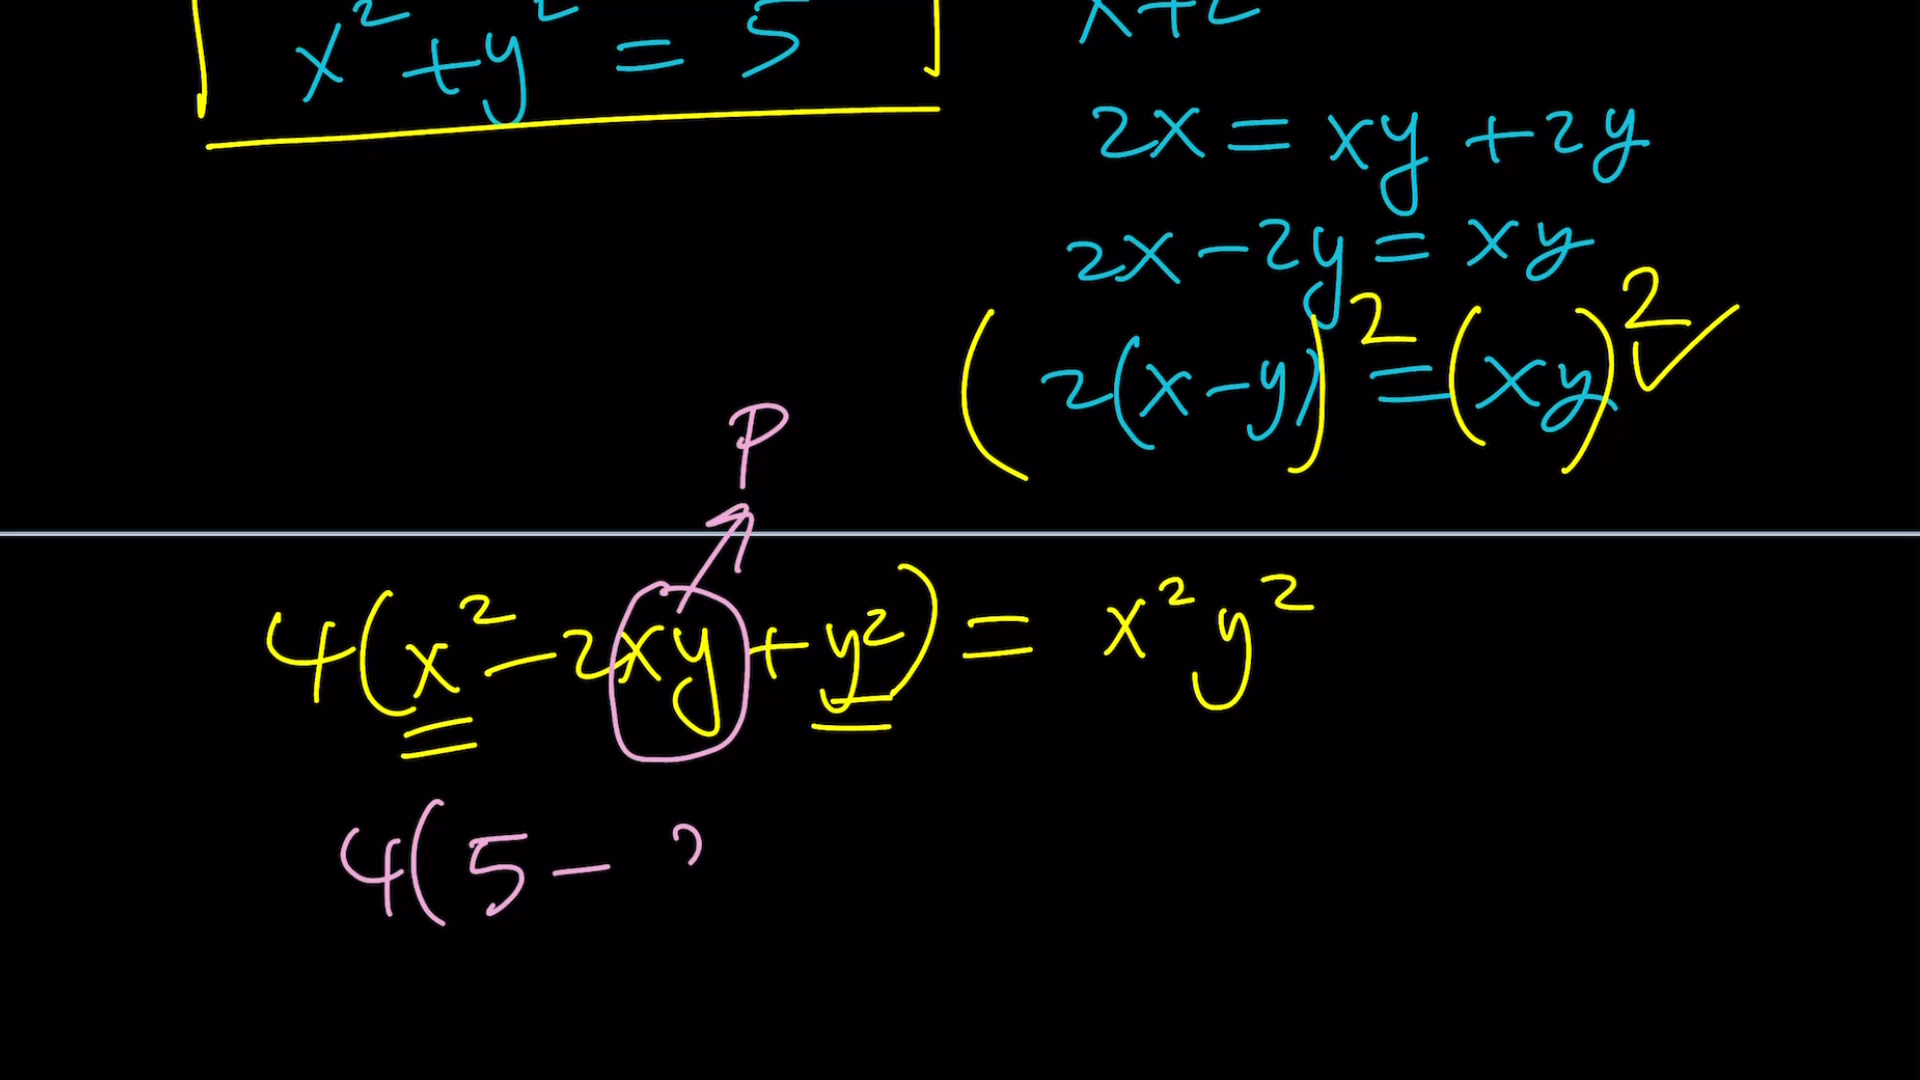 x² + y² = 5
x+2
2x = xy + 2y
2x - 2y = xy
(2(x-y))² = (xy)²
P
4(x² - 2xy + y²) = x²y²
4(5 -